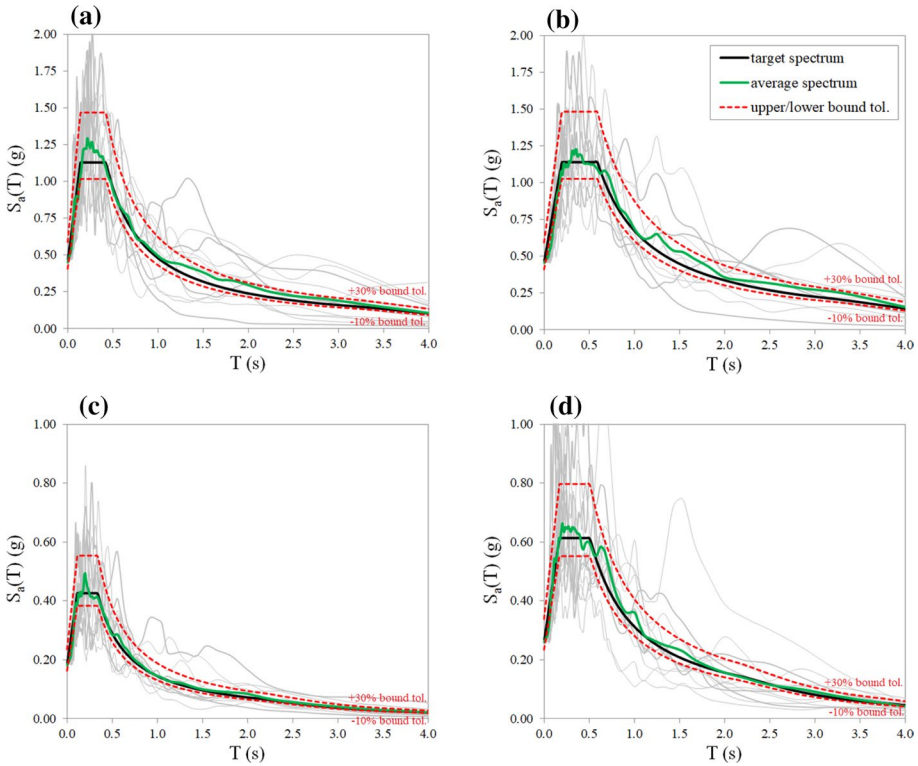 (a)
2.00
1.75
1.50
1.25
1.00
0.75
0.50
0.25
0.00
Sa(T) (g)
+30% bound tol.
-10% bound tol.
0.0 0.5 1.0 1.5 2.0 2.5 3.0 3.5 4.0
T (s)
(b)
2.00
1.75
1.50
1.25
1.00
0.75
0.50
0.25
0.00
Sa(T) (g)
target spectrum
average spectrum
upper/lower bound tol.
+30% bound tol.
-10% bound tol.
0.0 0.5 1.0 1.5 2.0 2.5 3.0 3.5 4.0
T (s)
(c)
1.00
0.80
0.60
0.40
0.20
0.00
Sa(T) (g)
+30% bound tol.
-10% bound tol.
0.0 0.5 1.0 1.5 2.0 2.5 3.0 3.5 4.0
T (s)
(d)
1.00
0.80
0.60
0.40
0.20
0.00
Sa(T) (g)
+30% bound tol.
-10% bound tol.
0.0 0.5 1.0 1.5 2.0 2.5 3.0 3.5 4.0
T (s)